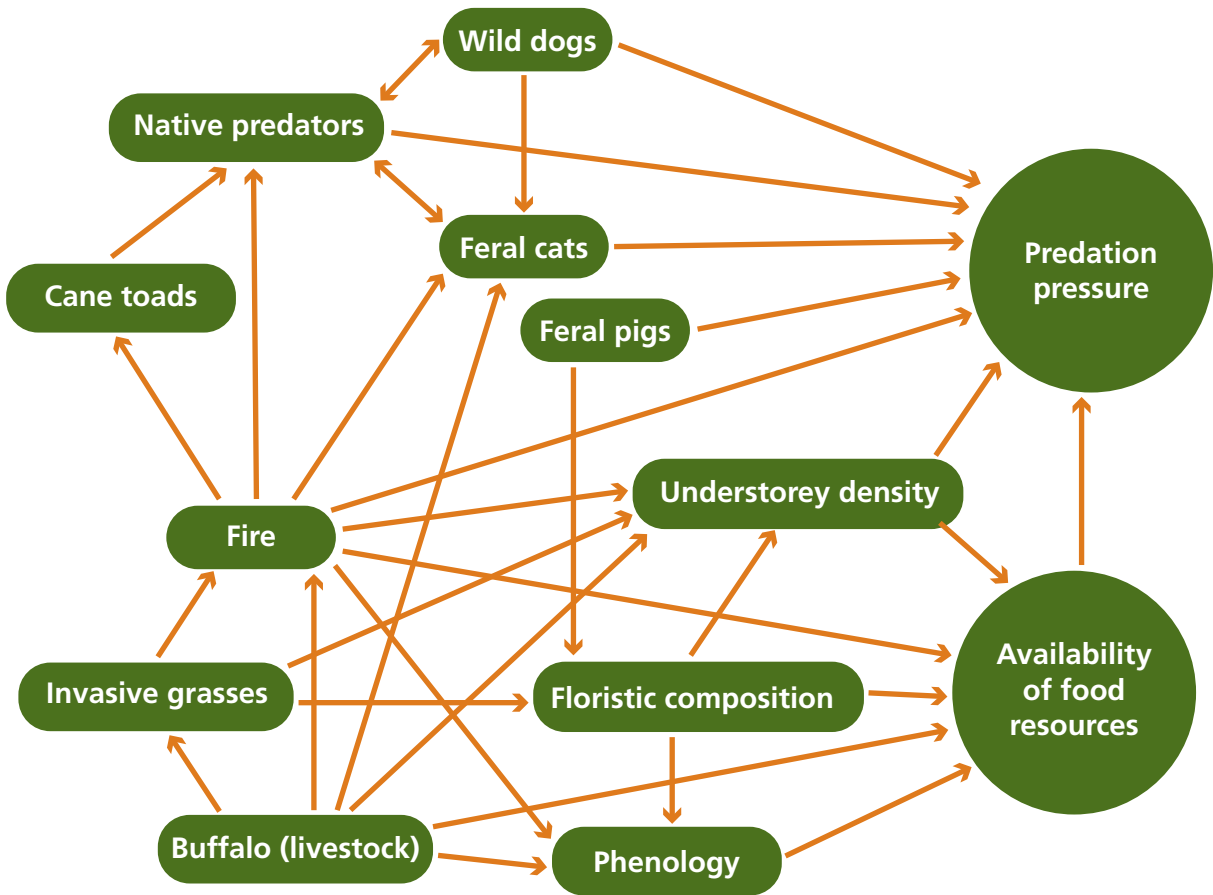 Wild dogs
Native predators
Feral cats
Predation
pressure
Cane toads
Feral pigs
Understorey density
Fire
Invasive grasses
Floristic composition
Availability
of food
resources
Buffalo (livestock)
Phenology